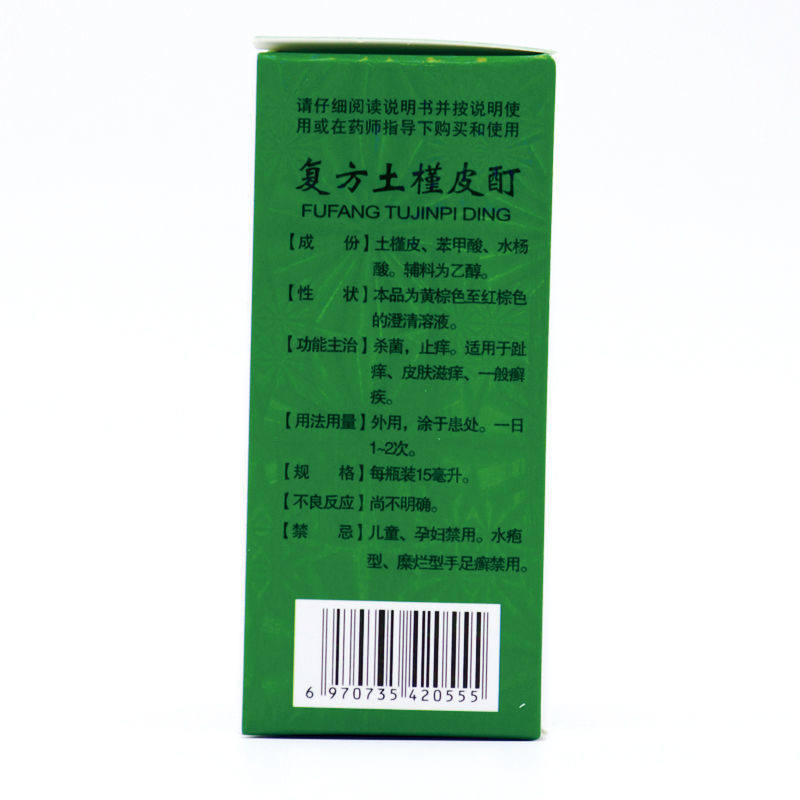 请仔细阅读说明书并按说明使
用或在药师指导下购买和使用
复方土槿皮酊
FUFANG TUJINPI DING
【成　份】土槿皮、苯甲酸、水杨
酸。辅料为乙醇。
【性　状】本品为黄棕色至红棕色
的澄清溶液。
【功能主治】杀菌，止痒。适用于趾
痒、皮肤滋痒、一般癣
疾。
【用法用量】外用，涂于患处。一日
1~2次。
【规　格】每瓶装15毫升。
【不良反应】尚不明确。
【禁　忌】儿童、孕妇禁用。水疱
型、糜烂型手足癣禁用。
6 970735 420555